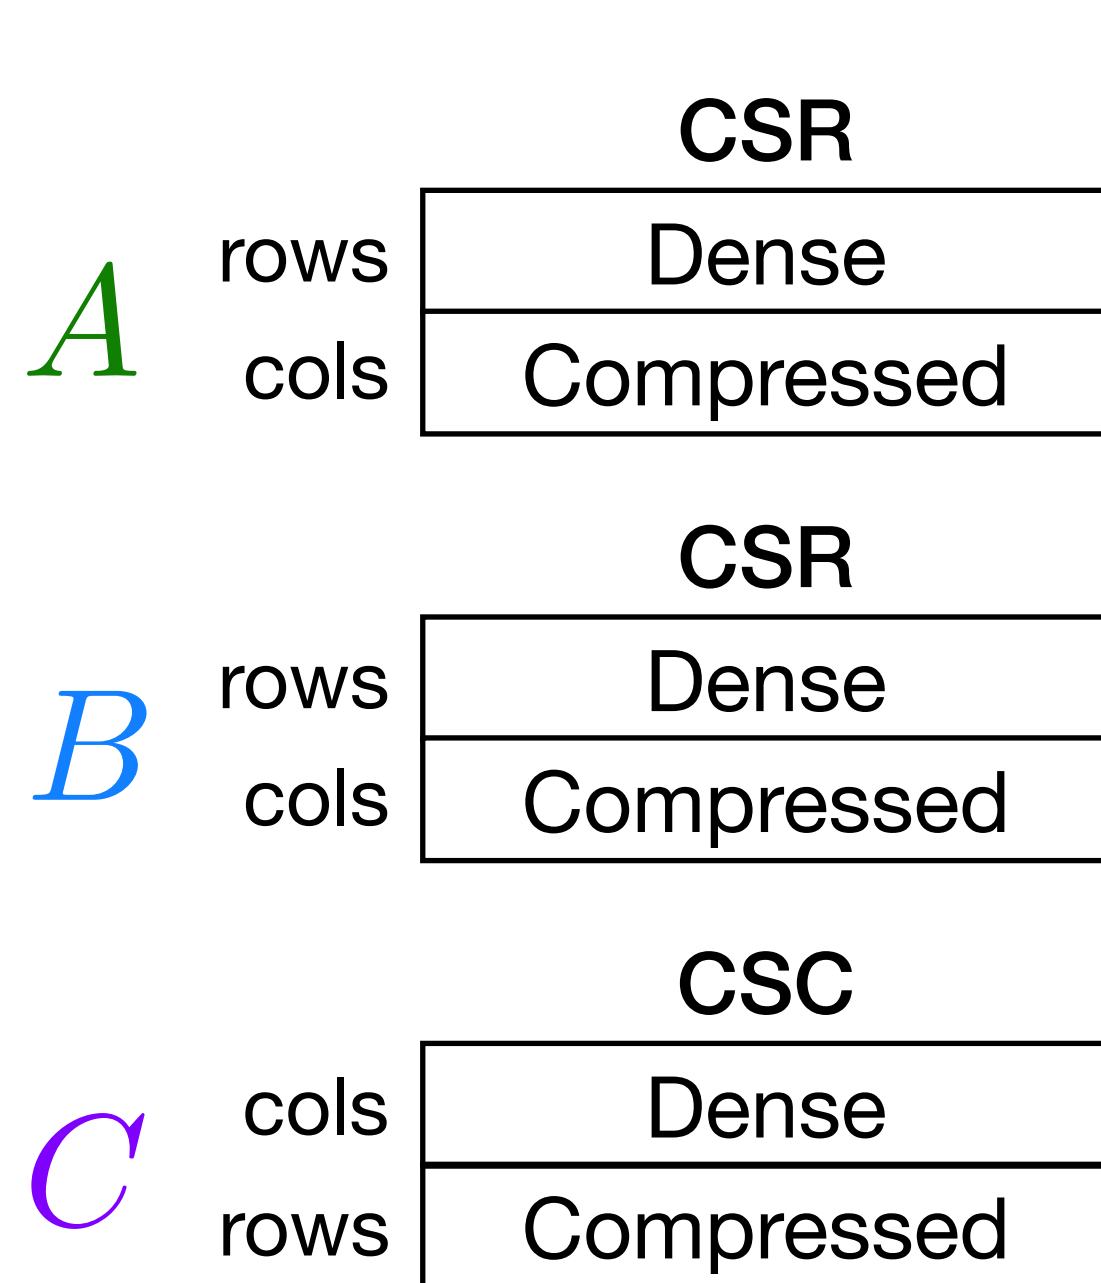 CSR
A
rows Dense
cols Compressed
CSR
B
rows Dense
cols Compressed
CSC
C
cols Dense
rows Compressed